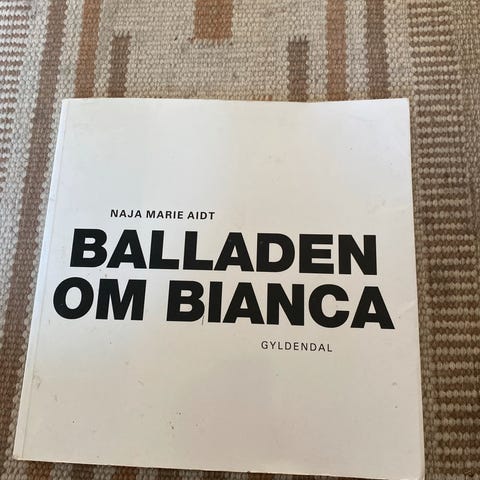 NAJA MARIE AIDT
BALLADEN
OM BIANCA
GYLDENDAL